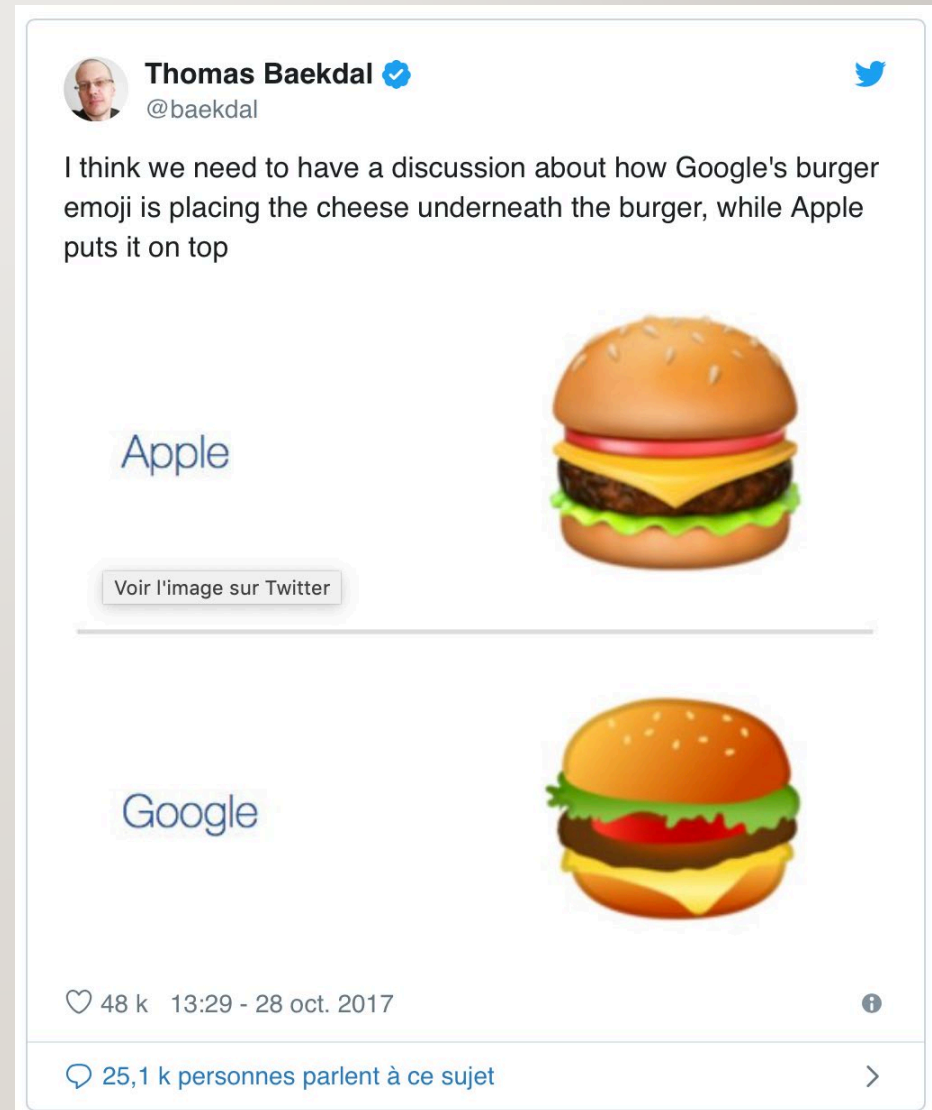 Thomas Baekdal
@baekdal
I think we need to have a discussion about how Google's burger
emoji is placing the cheese underneath the burger, while Apple
puts it on top
Apple
Voir l'image sur Twitter
Google
48 k 13:29 - 28 oct. 2017
25,1 k personnes parlent à ce sujet